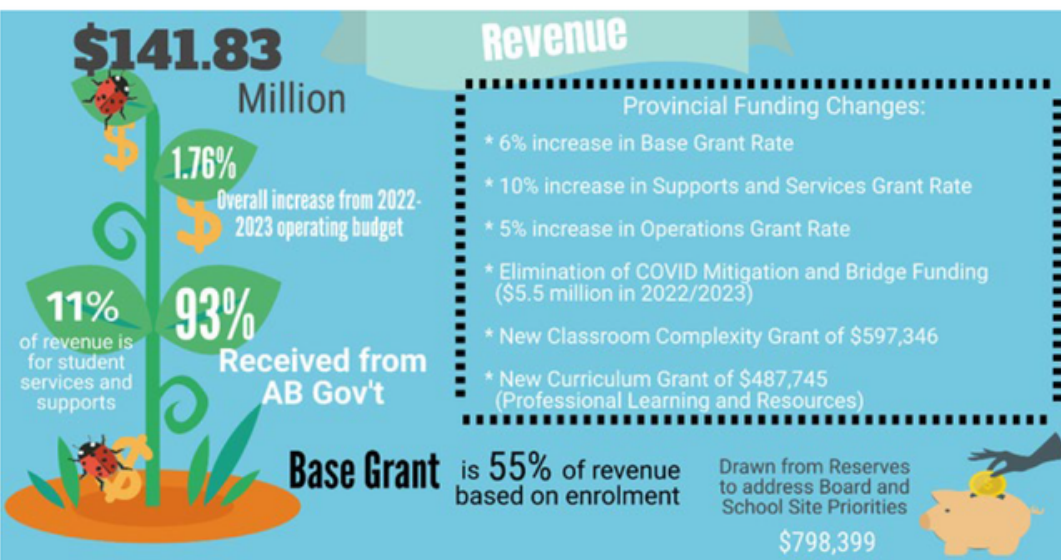 $141.83
Million
Revenue
1.76%
Overall increase from 2022-
2023 operating budget
11%
of revenue is
for student
services and
supports
93%
Received from
AB Gov't
Provincial Funding Changes:
* 6% increase in Base Grant Rate
* 10% increase in Supports and Services Grant Rate
* 5% increase in Operations Grant Rate
* Elimination of COVID Mitigation and Bridge Funding
($5.5 million in 2022/2023)
* New Classroom Complexity Grant of $597,346
* New Curriculum Grant of $487,745
(Professional Learning and Resources)
Base Grant is 55% of revenue
based on enrolment
Drawn from Reserves
to address Board and
School Site Priorities
$798,399